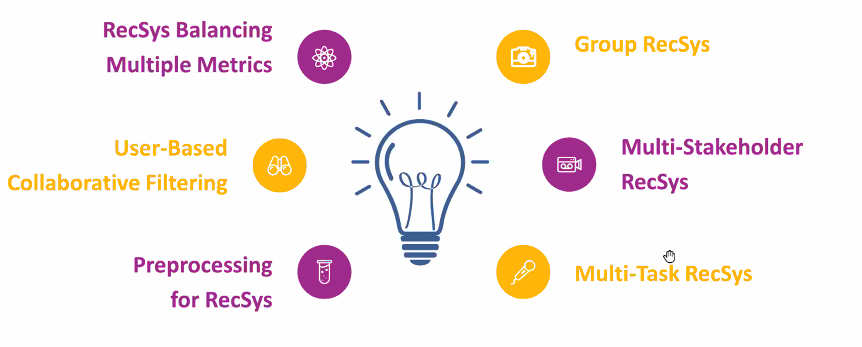 RecSys Balancing
Multiple Metrics
Group RecSys
User-Based
Collaborative Filtering
Multi-Stakeholder
RecSys
Preprocessing
for RecSys
Multi-Task RecSys